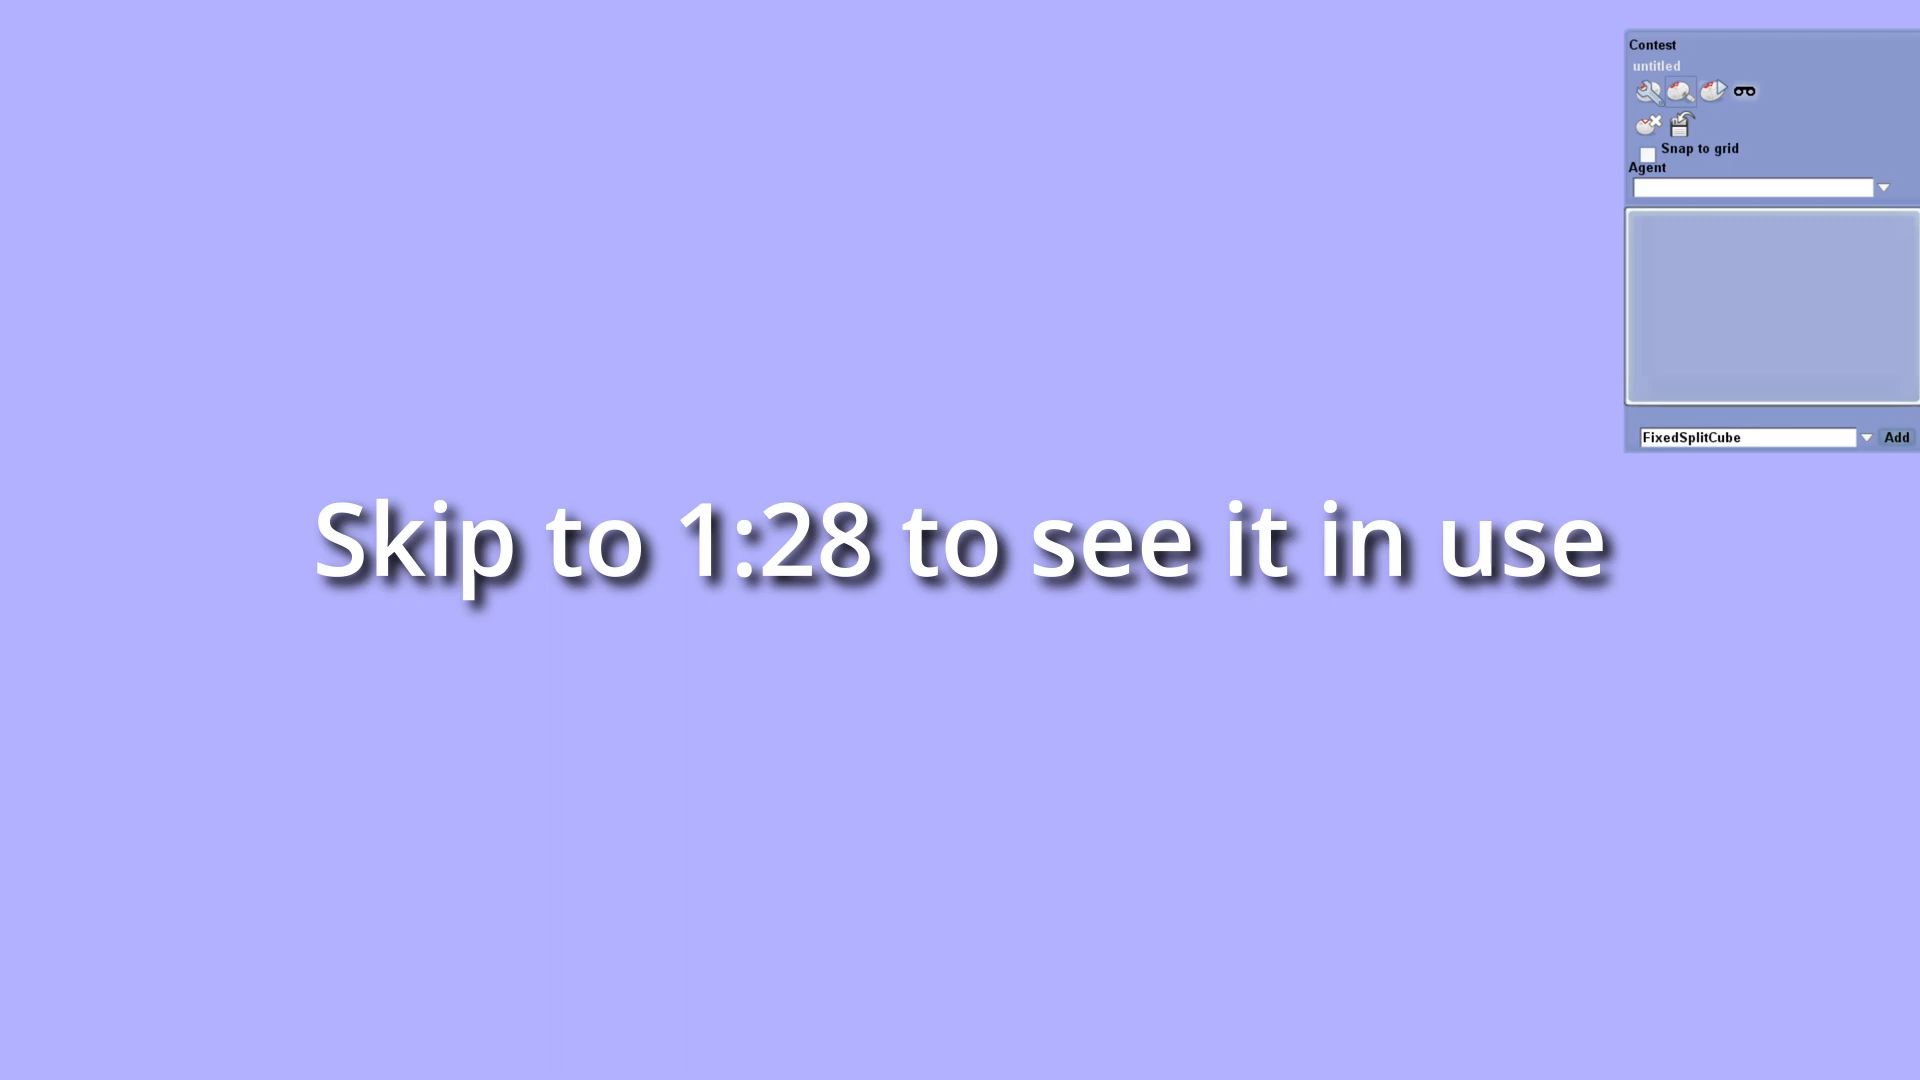 Contest
untitled
Snap to grid
Agent
FixedSplitCube
Add
Skip to 1:28 to see it in use